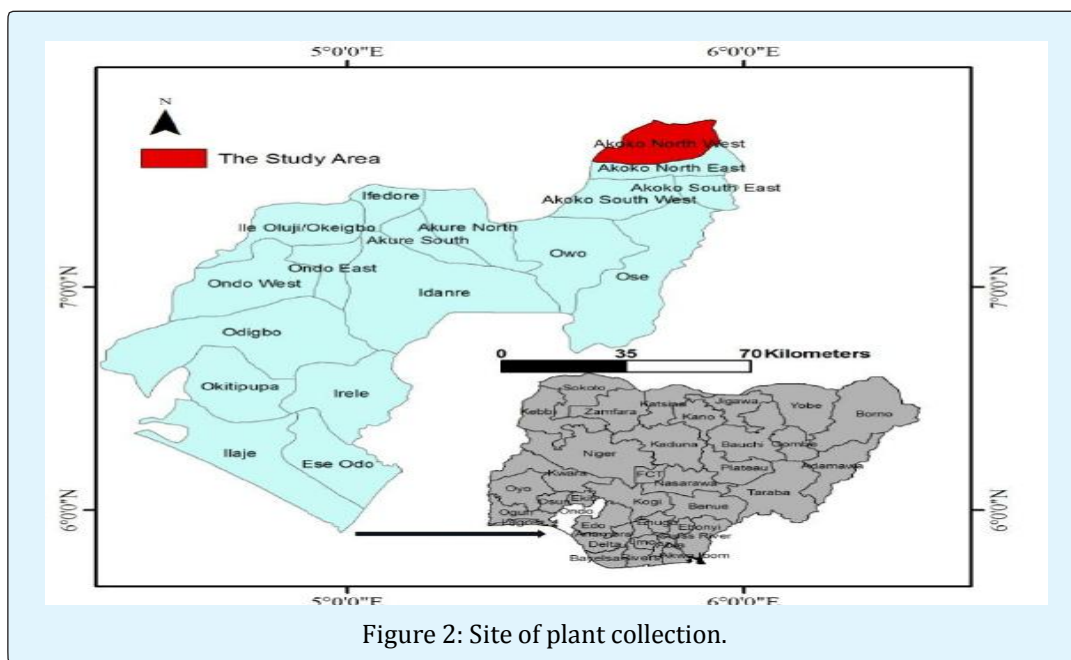 5°0'0"E 6°0'0"E
N
The Study Area
Akoko North West
Akoko North East
Akoko South East
Akoko South West
Ifedore
Ile Oluji/Okeigbo
Akure North
Akure South
Owo
Ondo East
Ose
Ondo West
Idanre
7°0'0"N 7°0'0"N
Odigbo
0 35 70 Kilometers
Okitipupa
Irele
Ilaje
Ese Odo
Sokoto
Kebbi
Zamfara
Katsina
Kano
Jigawa
Yobe
Borno
Kaduna
Bauchi
Gombe
Niger
Plateau
Adamawa
Kwara
FCT
Nasarawa
Taraba
Oyo
Osun
Ekiti
Kogi
Benue
Ogun
Lagos
Ondo
Edo
Enugu
Ebonyi
Anambra
Cross River
Delta
Imo
Abia
Bayelsa
Rivers
Akwa Ibom
6°0'0"N 6°0'0"N
5°0'0"E 6°0'0"E
Figure 2: Site of plant collection.